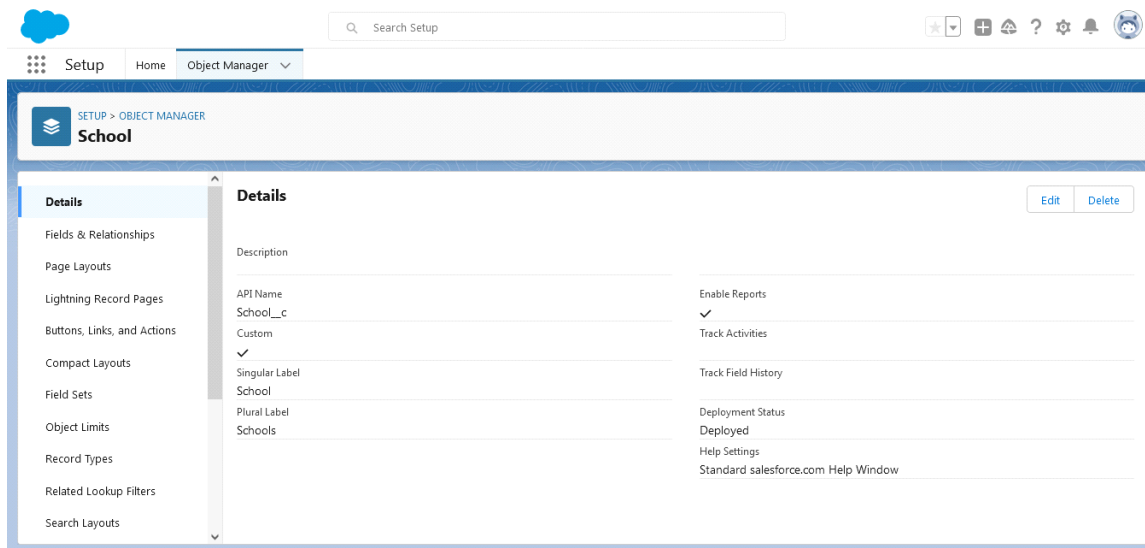 Search Setup
Setup
Home
Object Manager
SETUP > OBJECT MANAGER
School
Details
Fields & Relationships
Page Layouts
Lightning Record Pages
Buttons, Links, and Actions
Compact Layouts
Field Sets
Object Limits
Record Types
Related Lookup Filters
Search Layouts
Details
Edit
Delete
Description
API Name
School__c
Custom
Singular Label
School
Plural Label
Schools
Enable Reports
Track Activities
Track Field History
Deployment Status
Deployed
Help Settings
Standard salesforce.com Help Window